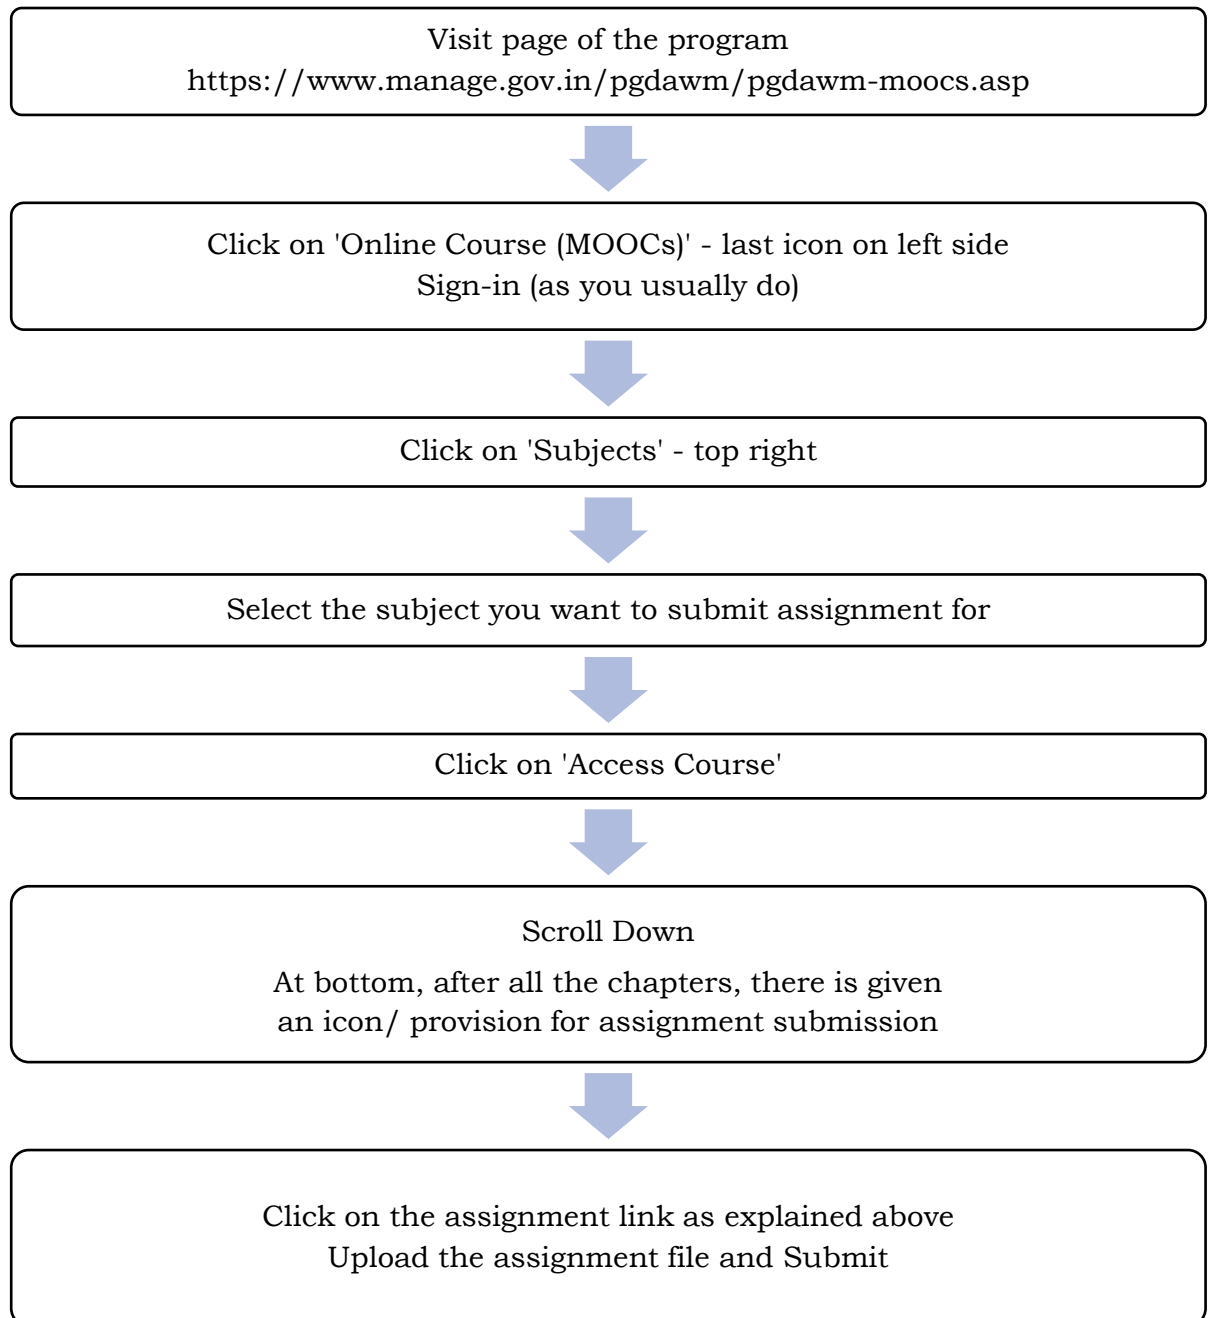 Visit page of the program
https://www.manage.gov.in/pgdawm/pgdawm-moocs.asp
Click on 'Online Course (MOOCs)' - last icon on left side
Sign-in (as you usually do)
Click on 'Subjects' - top right
Select the subject you want to submit assignment for
Click on 'Access Course'
Scroll Down
At bottom, after all the chapters, there is given
an icon/ provision for assignment submission
Click on the assignment link as explained above
Upload the assignment file and Submit